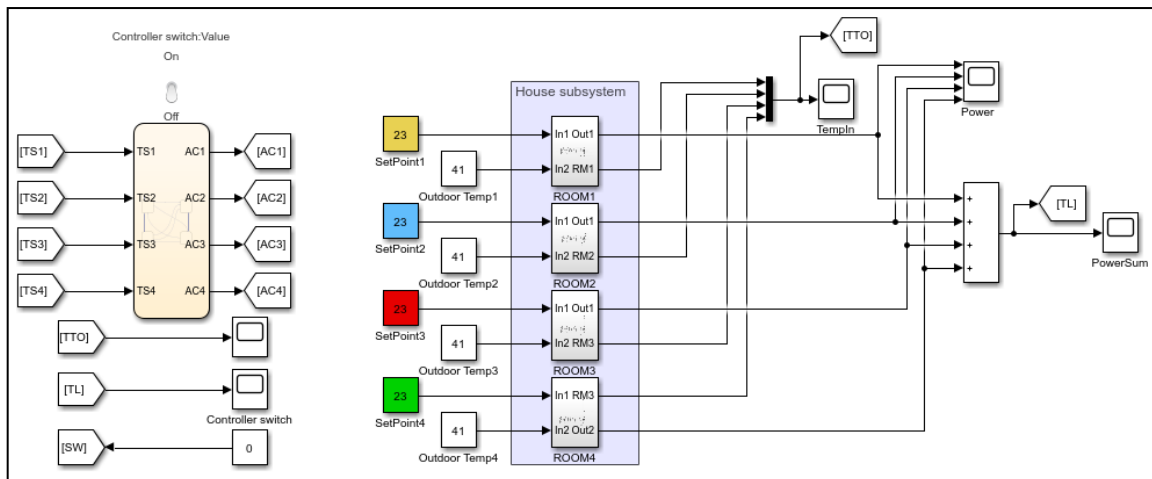 Controller switch:Value
On
Off
[TS1]
[TS2]
[TS3]
[TS4]
TS1 AC1
TS2 AC2
TS3 AC3
TS4 AC4
[AC1]
[AC2]
[AC3]
[AC4]
[TTO]
[TL]
Controller switch
[SW]
0
House subsystem
23
SetPoint1
41
Outdoor Temp1
In1 Out1
In2 RM1
ROOM1
23
SetPoint2
41
Outdoor Temp2
In1 Out1
In2 RM2
ROOM2
23
SetPoint3
41
Outdoor Temp3
In1 Out1
In2 RM3
ROOM3
23
SetPoint4
41
Outdoor Temp4
In1 RM3
In2 Out2
ROOM4
[TTO]
TempIn
Power
+
+
+
+
[TL]
PowerSum